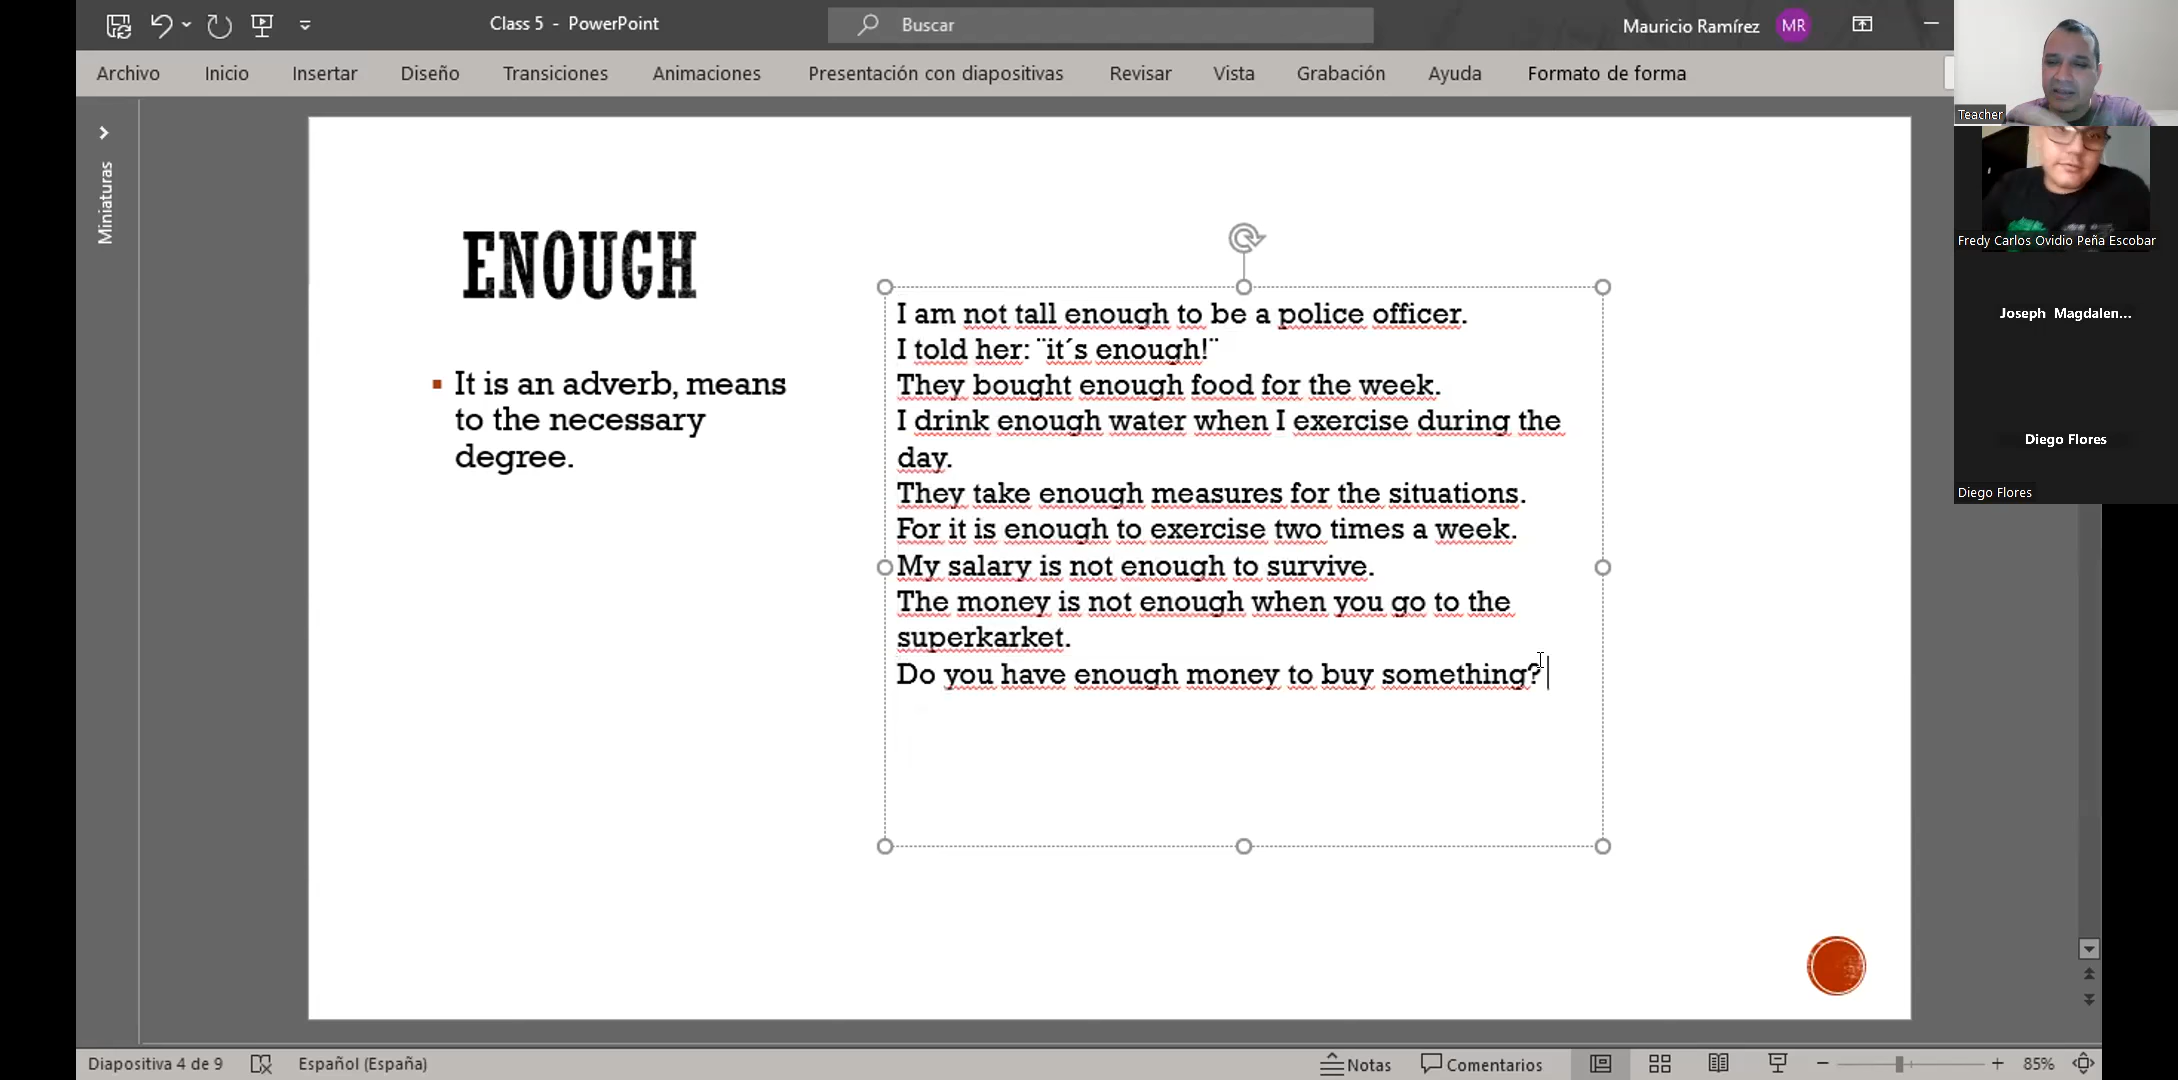 Class 5 - PowerPoint
Buscar
Mauricio Ramírez
MR
Archivo
Inicio
Insertar
Diseño
Transiciones
Animaciones
Presentación con diapositivas
Revisar
Vista
Grabación
Ayuda
Formato de forma
Teacher
Fredy Carlos Ovidio Peña Escobar
Joseph Magdalen...
Diego Flores
Diego Flores
Miniaturas
ENOUGH
It is an adverb, means
to the necessary
degree.
I am not tall enough to be a police officer.
I told her: ¨it´s enough!¨
They bought enough food for the week.
I drink enough water when I exercise during the
day.
They take enough measures for the situations.
For it is enough to exercise two times a week.
My salary is not enough to survive.
The money is not enough when you go to the
superkarket.
Do you have enough money to buy something?
Diapositiva 4 de 9
Español (España)
Notas
Comentarios
85%